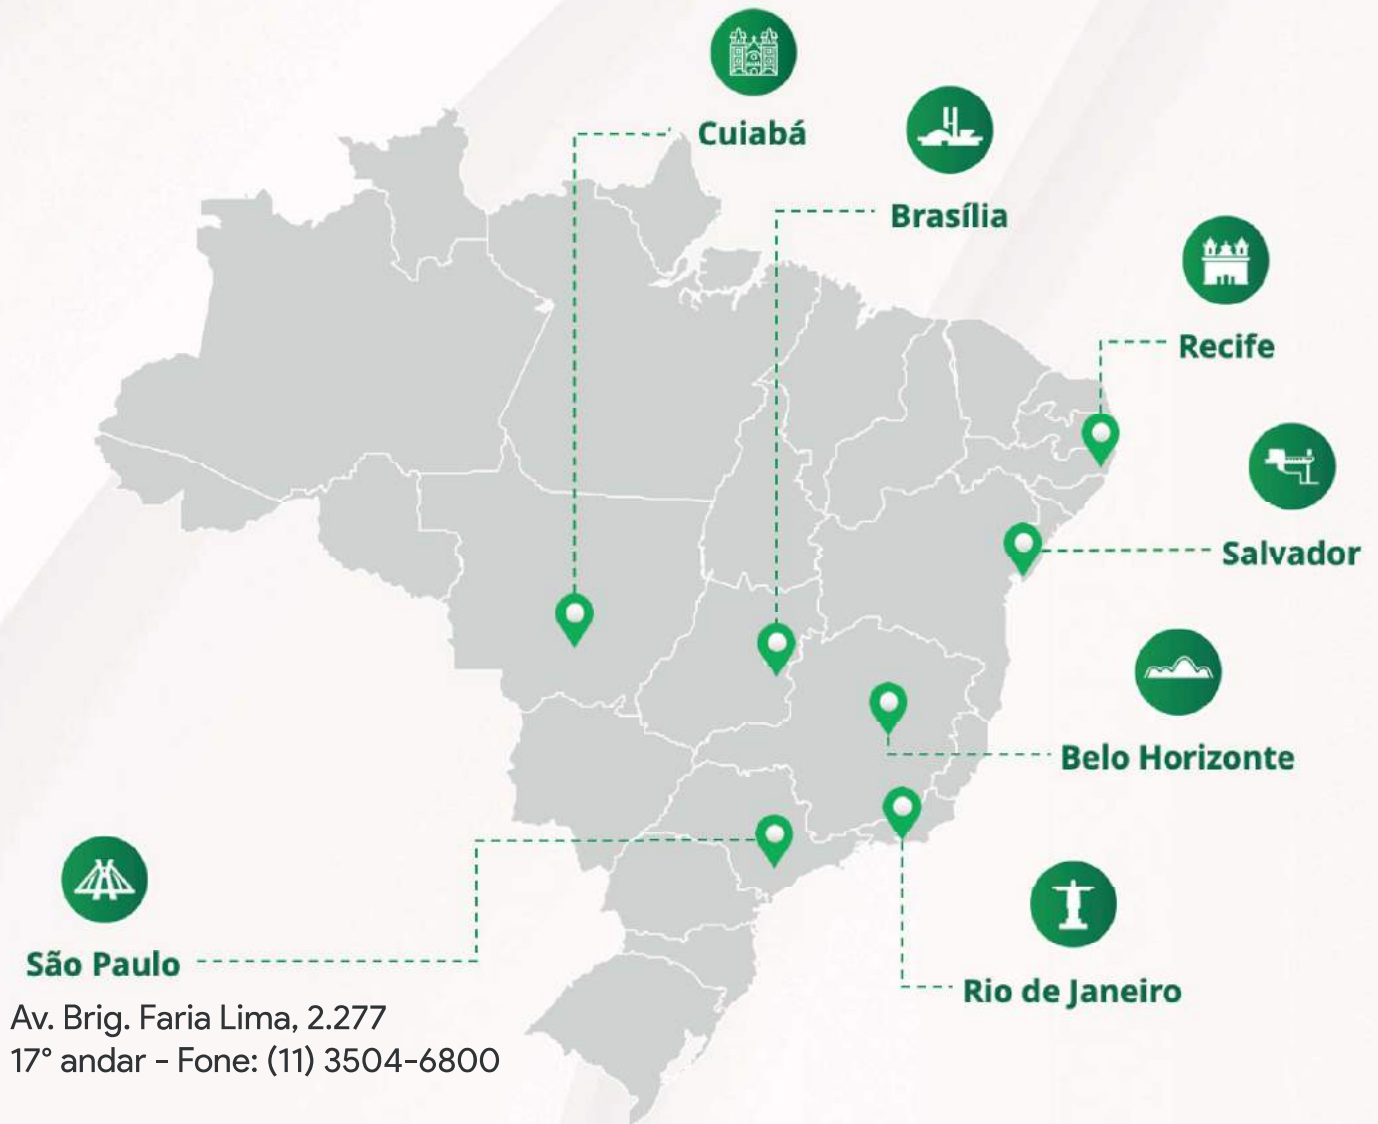 Cuiabá
Brasília
Recife
Salvador
Belo Horizonte
Rio de Janeiro
São Paulo
Av. Brig. Faria Lima, 2.277
17° andar - Fone: (11) 3504-6800